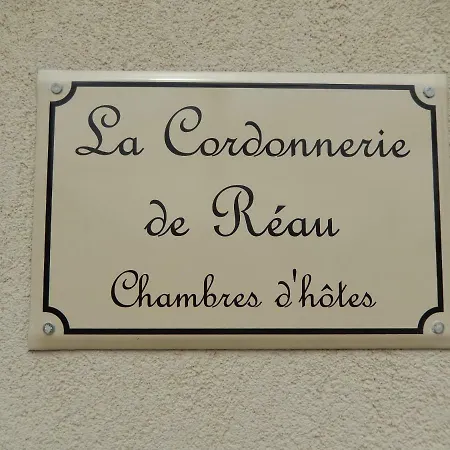 La Cordonnerie
de Réau
Chambres d'hôtes